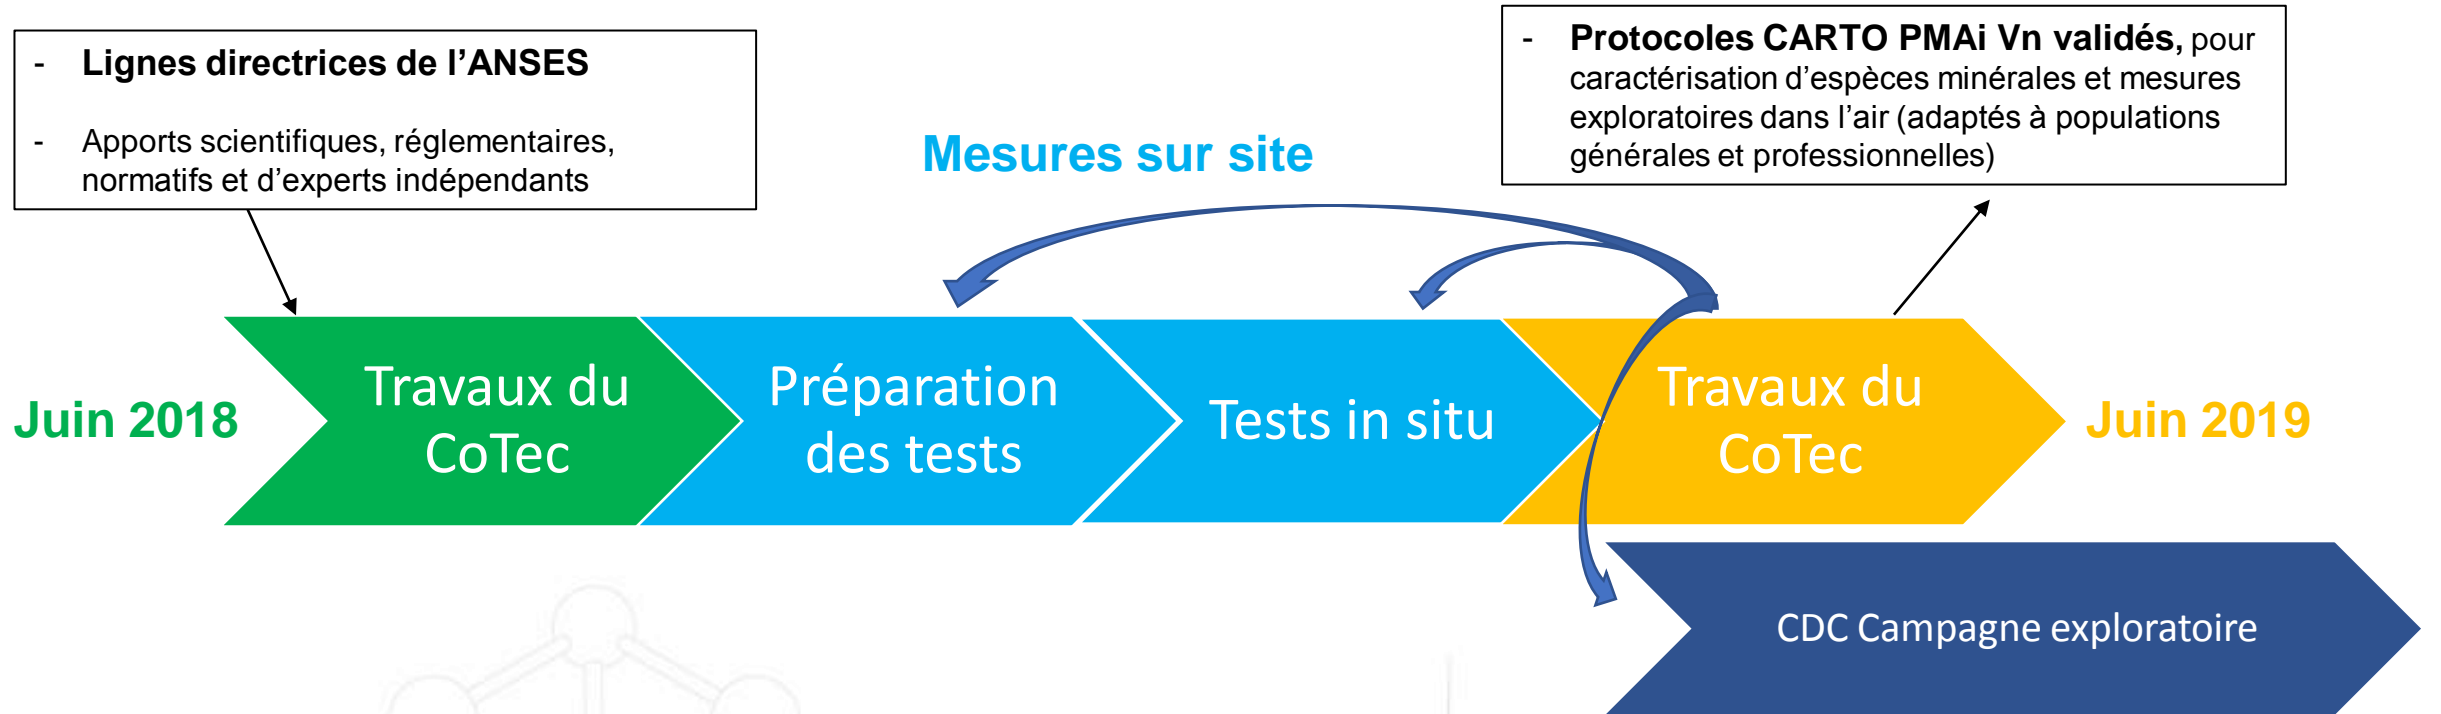 - Lignes directrices de l’ANSES
- Apports scientifiques, réglementaires,
normatifs et d’experts indépendants
Mesures sur site
- Protocoles CARTO PMAi Vn validés, pour
caractérisation d’espèces minérales et mesures
exploratoires dans l’air (adaptés à populations
générales et professionnelles)
Juin 2018
Travaux du
CoTec
Préparation
des tests
Tests in situ
Travaux du
CoTec
Juin 2019
CDC Campagne exploratoire